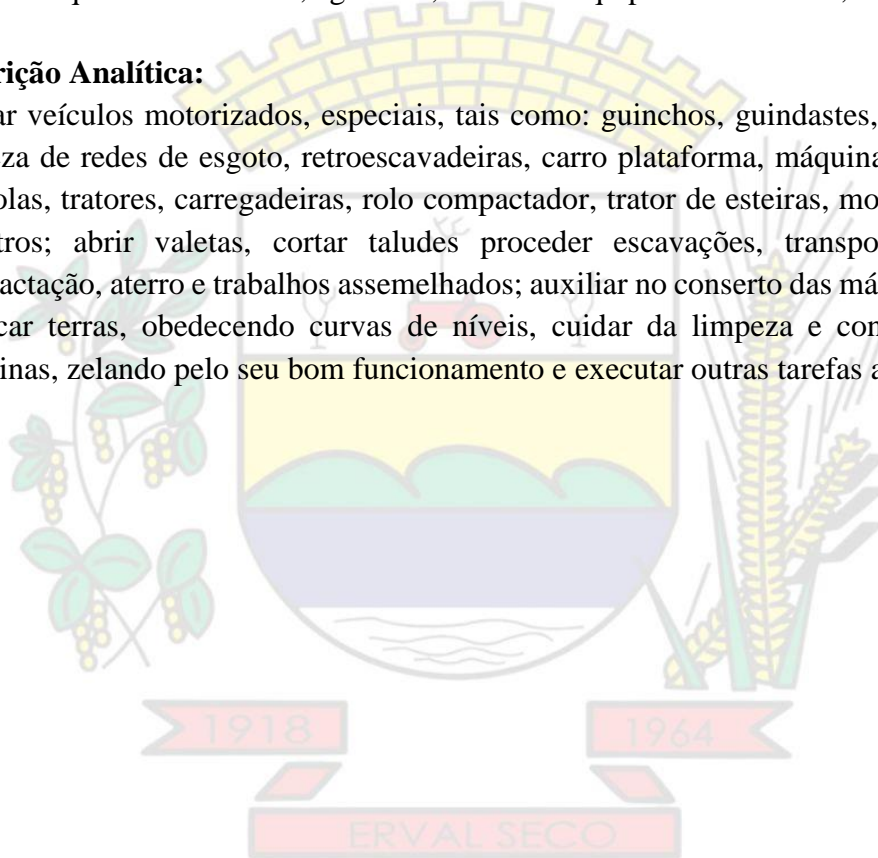 rição Analítica:
ar veículos motorizados, especiais, tais como: guinchos, guindastes,
eza de redes de esgoto, retroescavadeiras, carro plataforma, máquina
olas, tratores, carregadeiras, rolo compactador, trator de esteiras, mo
tros; abrir valetas, cortar taludes proceder escavações, transpo
actação, aterro e trabalhos assemelhados; auxiliar no conserto das má
car terras, obedecendo curvas de níveis, cuidar da limpeza e con
inas, zelando pelo seu bom funcionamento e executar outras tarefas a
1918 1964
ERVAL SECO